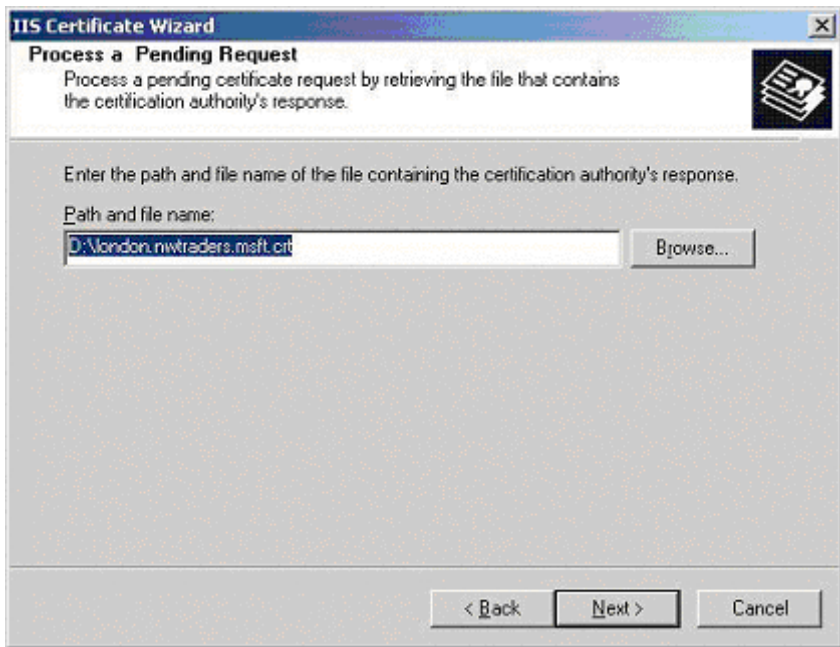 IIS Certificate Wizard
Process a Pending Request
Process a pending certificate request by retrieving the file that contains
the certification authority's response.
Enter the path and file name of the file containing the certification authority's response.
Path and file name:
D:\london.nwtraders.msft.crt
Browse...
< Back
Next >
Cancel